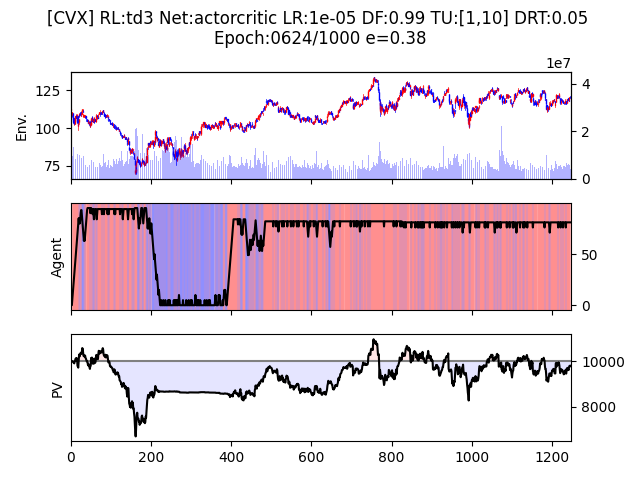 [CVX] RL:td3 Net:actorcritic LR:1e-05 DF:0.99 TU:[1,10] DRT:0.05
Epoch:0624/1000 e=0.38
1e7
125
100
75
Env.
4
2
0
Agent
50
0
PV
10000
8000
0
200
400
600
800
1000
1200